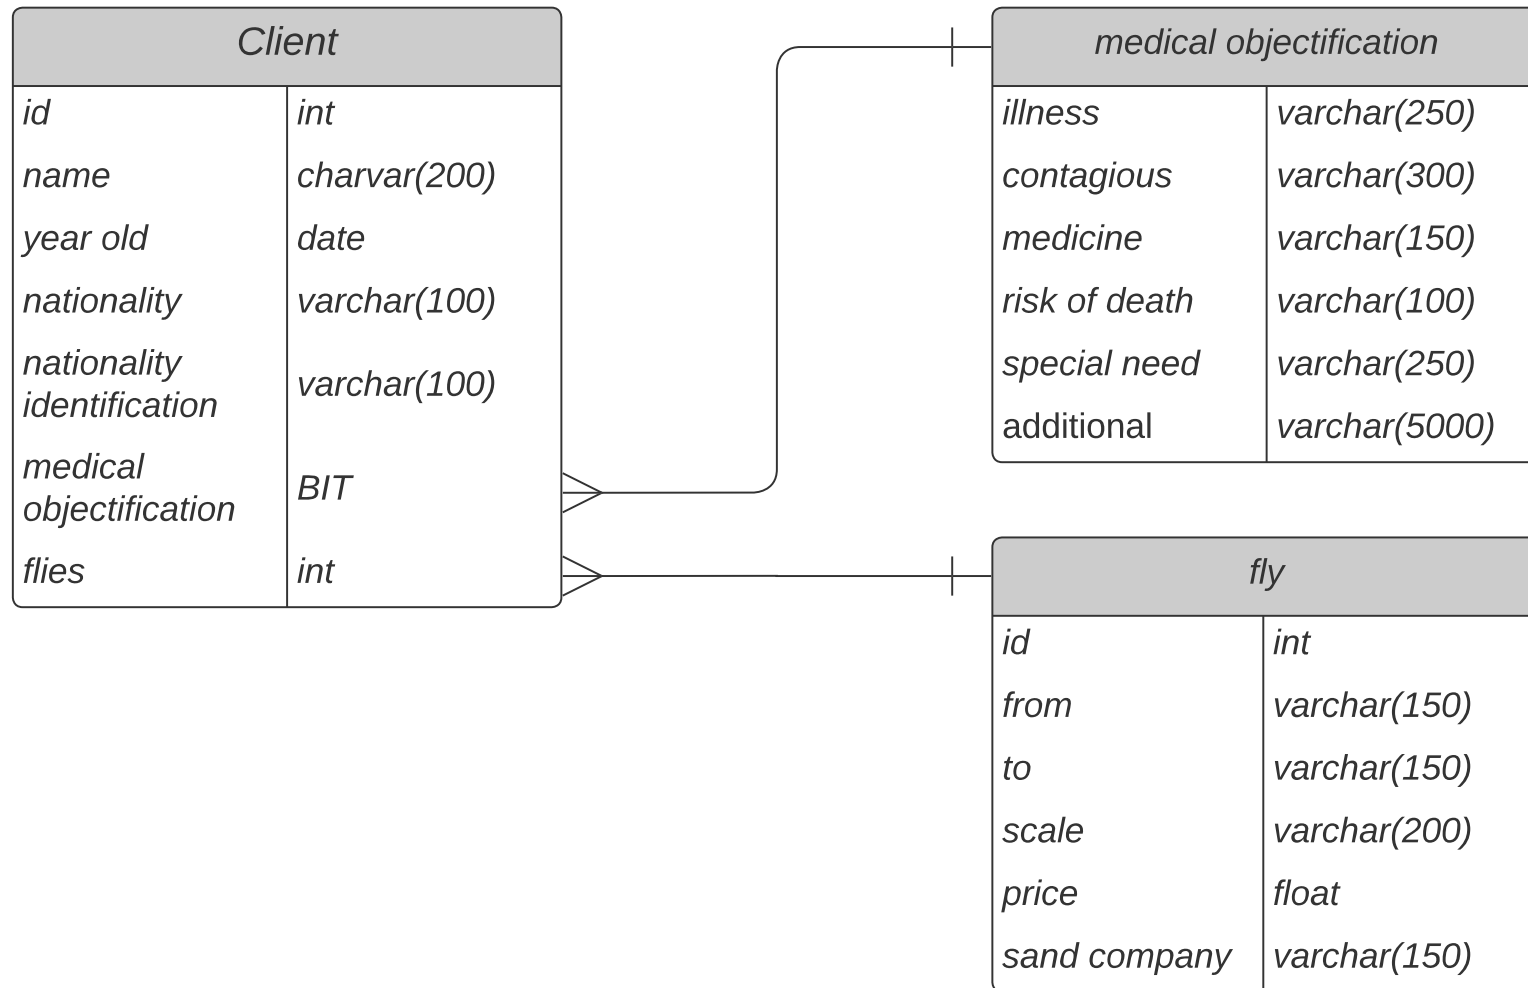 Client
id int
name charvar(200)
year old date
nationality varchar(100)
nationality
identification varchar(100)
medical
objectification BIT
flies int
medical objectification
illness varchar(250)
contagious varchar(300)
medicine varchar(150)
risk of death varchar(100)
special need varchar(250)
additional varchar(5000)
fly
id int
from varchar(150)
to varchar(150)
scale varchar(200)
price float
sand company varchar(150)